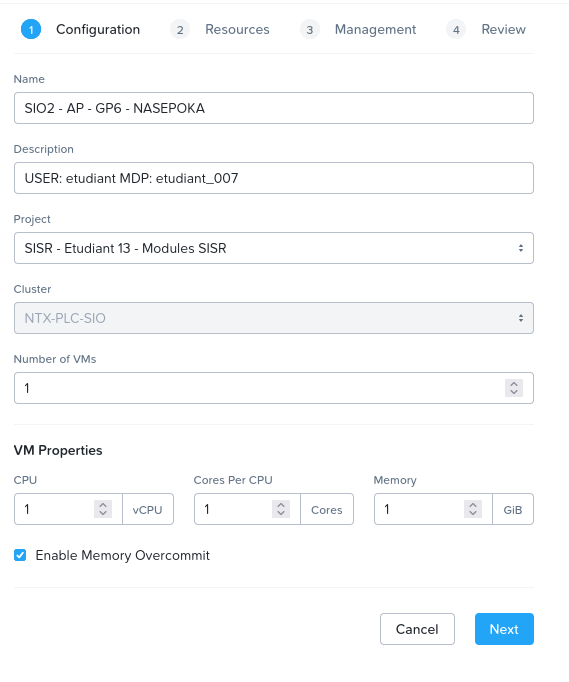 1 Configuration 2 Resources 3 Management 4 Review
Name
SIO2 - AP - GP6 - NASEPOKA
Description
USER: etudiant MDP: etudiant_007
Project
SISR - Etudiant 13 - Modules SISR
Cluster
NTX-PLC-SIO
Number of VMs
1
VM Properties
CPU Cores Per CPU Memory
1 vCPU 1 Cores 1 GiB
Enable Memory Overcommit
Cancel Next